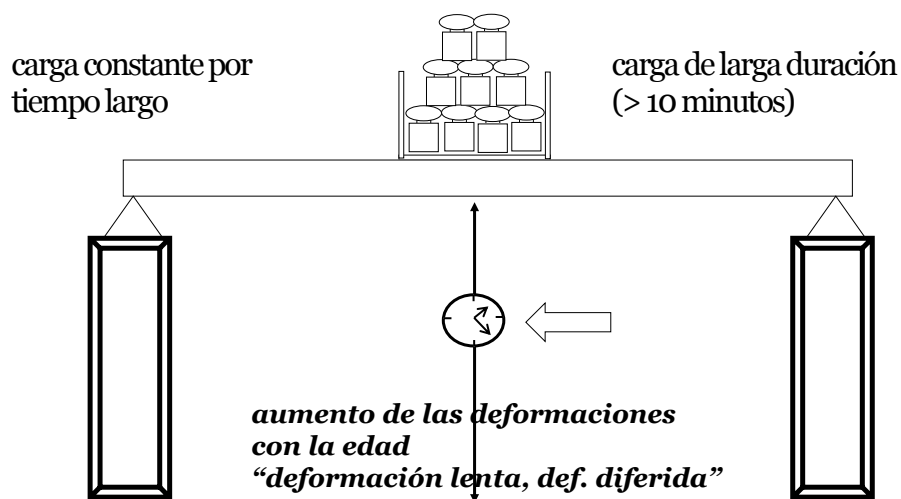 carga constante por
tiempo largo
carga de larga duración
(> 10 minutos)
aumento de las deformaciones
con la edad
“deformación lenta, def. diferida”